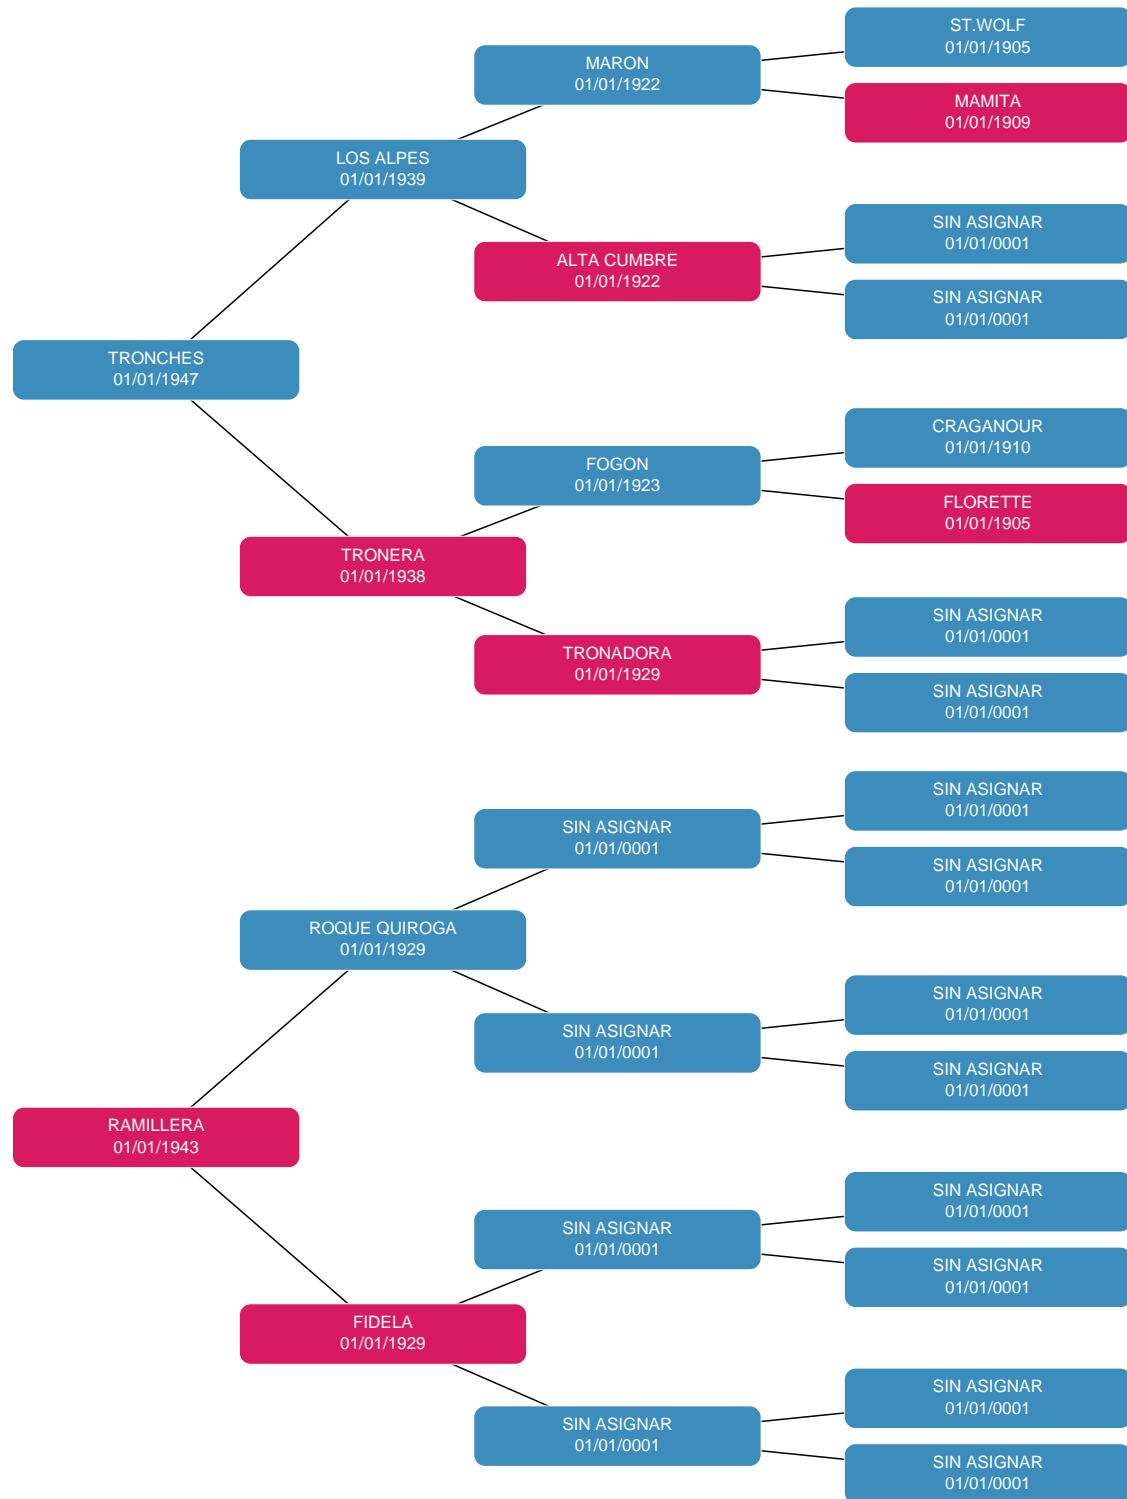 ST.WOLF
01/01/1905
MARON
01/01/1922
MAMITA
01/01/1909
LOS ALPES
01/01/1939
SIN ASIGNAR
01/01/0001
ALTA CUMBRE
01/01/1922
SIN ASIGNAR
01/01/0001
TRONCHES
01/01/1947
CRAGANOUR
01/01/1910
FOGON
01/01/1923
FLORETTE
01/01/1905
TRONERA
01/01/1938
SIN ASIGNAR
01/01/0001
TRONADORA
01/01/1929
SIN ASIGNAR
01/01/0001
SIN ASIGNAR
01/01/0001
SIN ASIGNAR
01/01/0001
SIN ASIGNAR
01/01/0001
ROQUE QUIROGA
01/01/1929
SIN ASIGNAR
01/01/0001
SIN ASIGNAR
01/01/0001
SIN ASIGNAR
01/01/0001
RAMILLERA
01/01/1943
SIN ASIGNAR
01/01/0001
SIN ASIGNAR
01/01/0001
SIN ASIGNAR
01/01/0001
FIDELA
01/01/1929
SIN ASIGNAR
01/01/0001
SIN ASIGNAR
01/01/0001
SIN ASIGNAR
01/01/0001